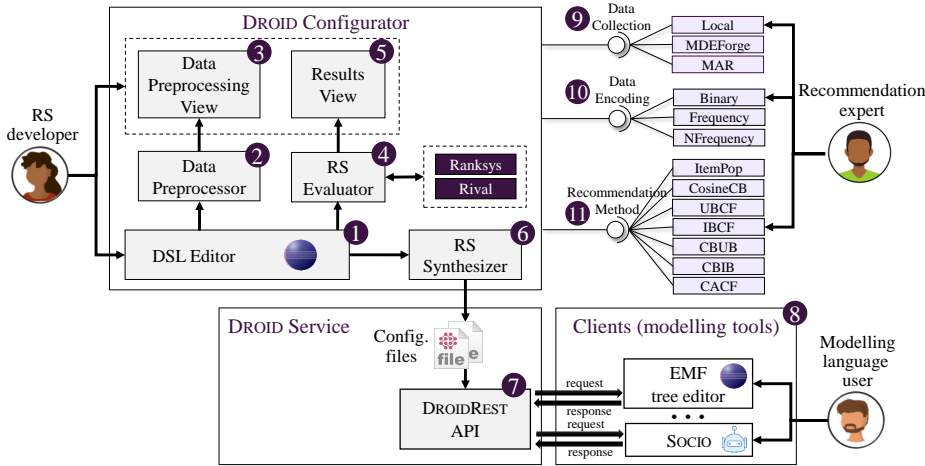 DROID Configurator
3
Data
Preprocessing
View
5
Results
View
2
Data
Preprocessor
4
RS
Evaluator
Ranksys
Rival
1
DSL Editor
6
RS
Synthesizer
RS
developer
9
Data
Collection
Local
MDEForge
MAR
10
Data
Encoding
Binary
Frequency
NFrequency
11
Recommendation
Method
ItemPop
CosineCB
UBCF
IBCF
CBUB
CBIB
CACF
Recommendation
expert
DROID Service
Config.
files
file
e
7
DROIDREST
API
request
response
request
response
Clients (modelling tools)
8
EMF
tree editor
• • •
SOCIO
Modelling
language
user